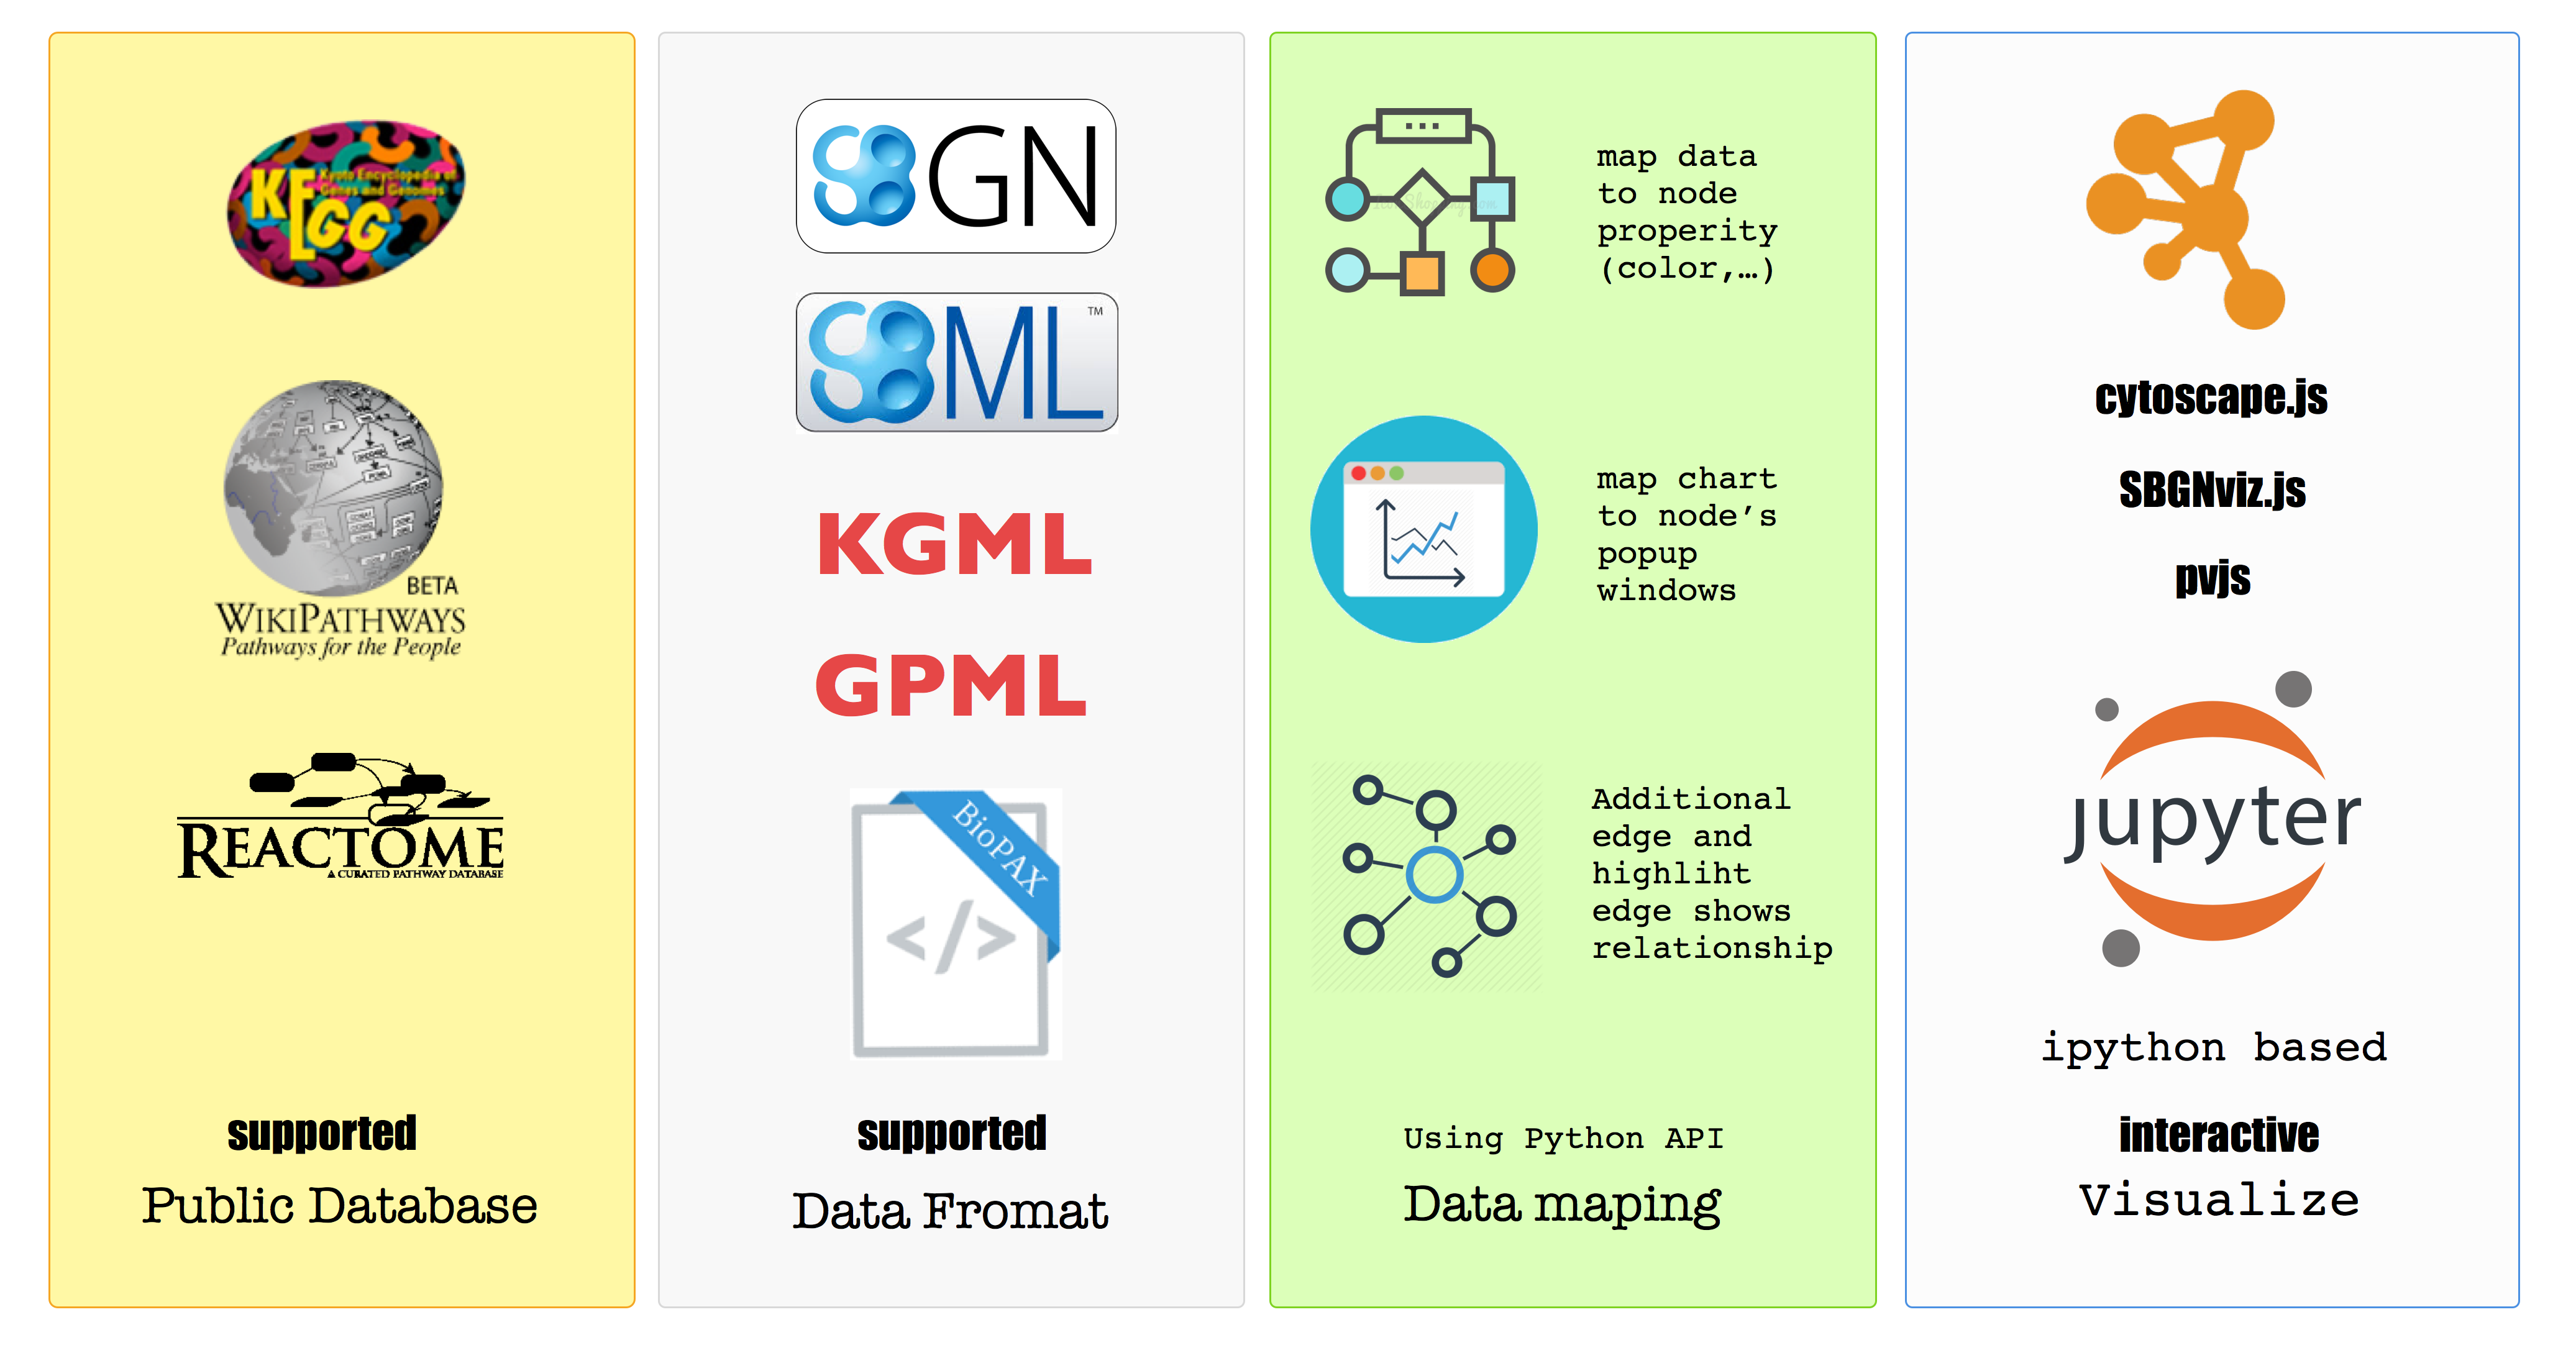 KEGG
Kyoto Encyclopedia of
Genes and Genomes
BETA
WIKIPATHWAYS
Pathways for the People
REACTOME
A CURATED PATHWAY DATABASE
supported
Public Database
SBGN
SBML TM
KGML
GPML
BioPAX
</>
supported
Data Fromat
...
map data
to node
properity
(color,…)
map chart
to node’s
popup
windows
Additional
edge and
highliht
edge shows
relationship
Using Python API
Data maping
cytoscape.js
SBGNviz.js
pvjs
jupyter
ipython based
interactive
Visualize